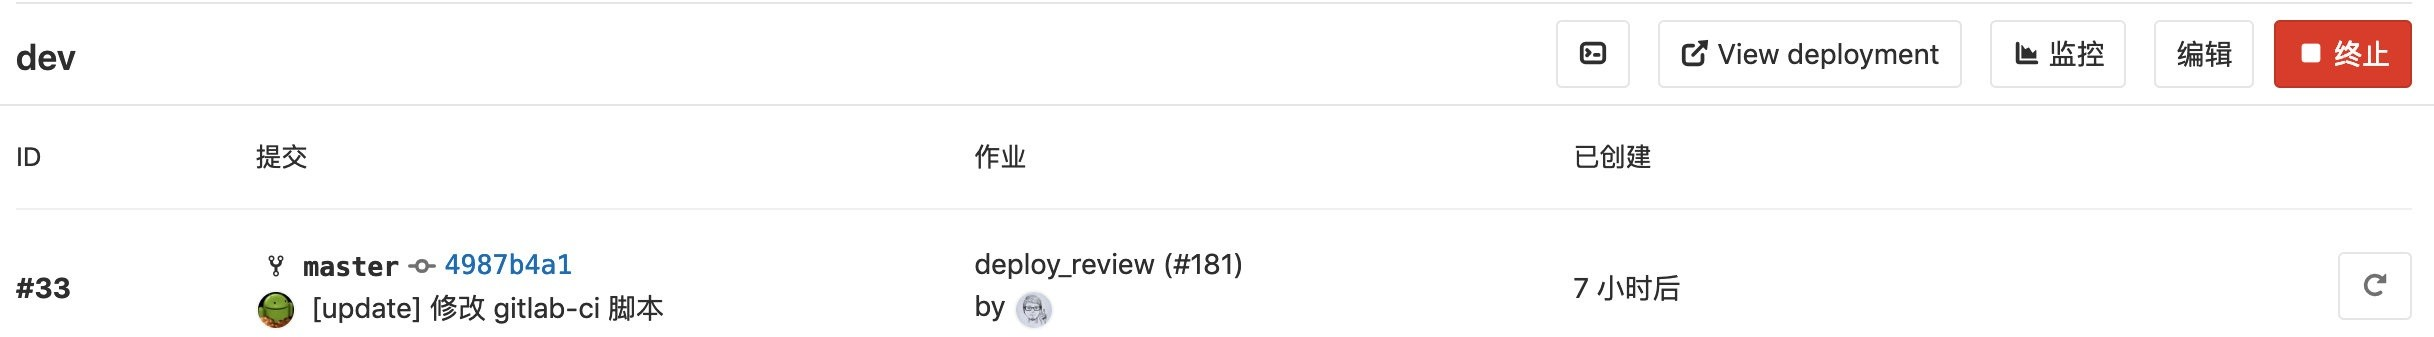 dev
View deployment
监控
编辑
终止
ID 提交 作业 已创建
#33
master 4987b4a1
[update] 修改 gitlab-ci 脚本
deploy_review (#181)
by
7 小时后